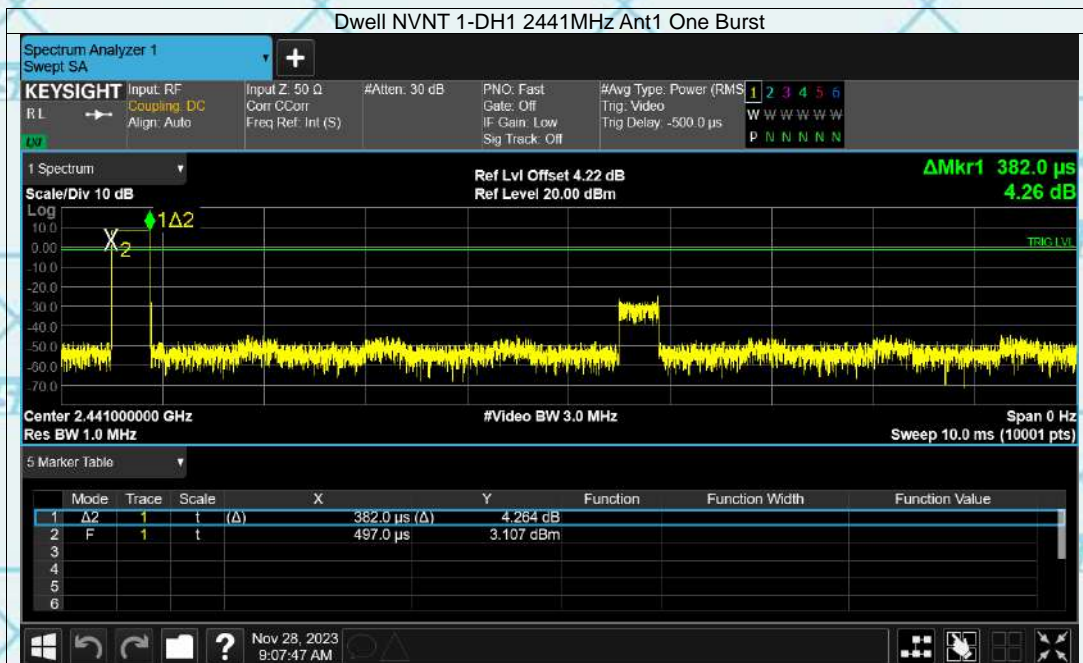 Dwell NVNT 1-DH1 2441MHz Ant1 One Burst
Spectrum Analyzer 1
Swept SA
+
KEYSIGHT Input: RF Input Z: 50 Ω #Atten: 30 dB PNO: Fast #Avg Type: Power (RMS 1 2 3 4 5 6
RL Coupling: DC Corr CCorr Gate: Off Trig: Video W W W W W W
Align: Auto Freq Ref: Int (S) IF Gain: Low Trig Delay: -500.0 µs
LXI Sig Track: Off P N N N N N
1 Spectrum Ref Lvl Offset 4.22 dB ΔMkr1 382.0 µs
Scale/Div 10 dB Ref Level 20.00 dBm 4.26 dB
Log
10.0 1Δ2
0.00 X2 TRIG LVL
-10.0
-20.0
-30.0
-40.0
-50.0
-60.0
-70.0
Center 2.441000000 GHz #Video BW 3.0 MHz Span 0 Hz
Res BW 1.0 MHz Sweep 10.0 ms (10001 pts)
5 Marker Table
Mode Trace Scale X Y Function Function Width Function Value
1 Δ2 1 t (Δ) 382.0 µs (Δ) 4.264 dB
2 F 1 t 497.0 µs 3.107 dBm
3
4
5
6
? Nov 28, 2023
9:07:47 AM